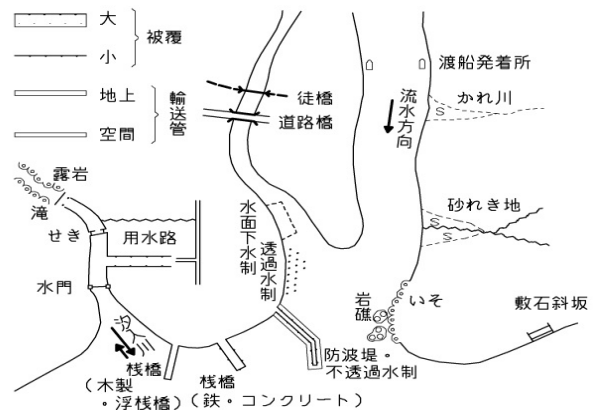 大
小
被覆
地上
空間
輸送管
徒橋
道路橋
渡船発着所
流水方向
かれ川
S
砂れき地
S
S
露岩
滝
せき
用水路
水門
水面下水制
透過水制
汐入川
岩礁
いそ
敷石斜坂
防波堤・
不透過水制
桟橋
(木製
・浮桟橋)
桟橋
(鉄・コンクリート)